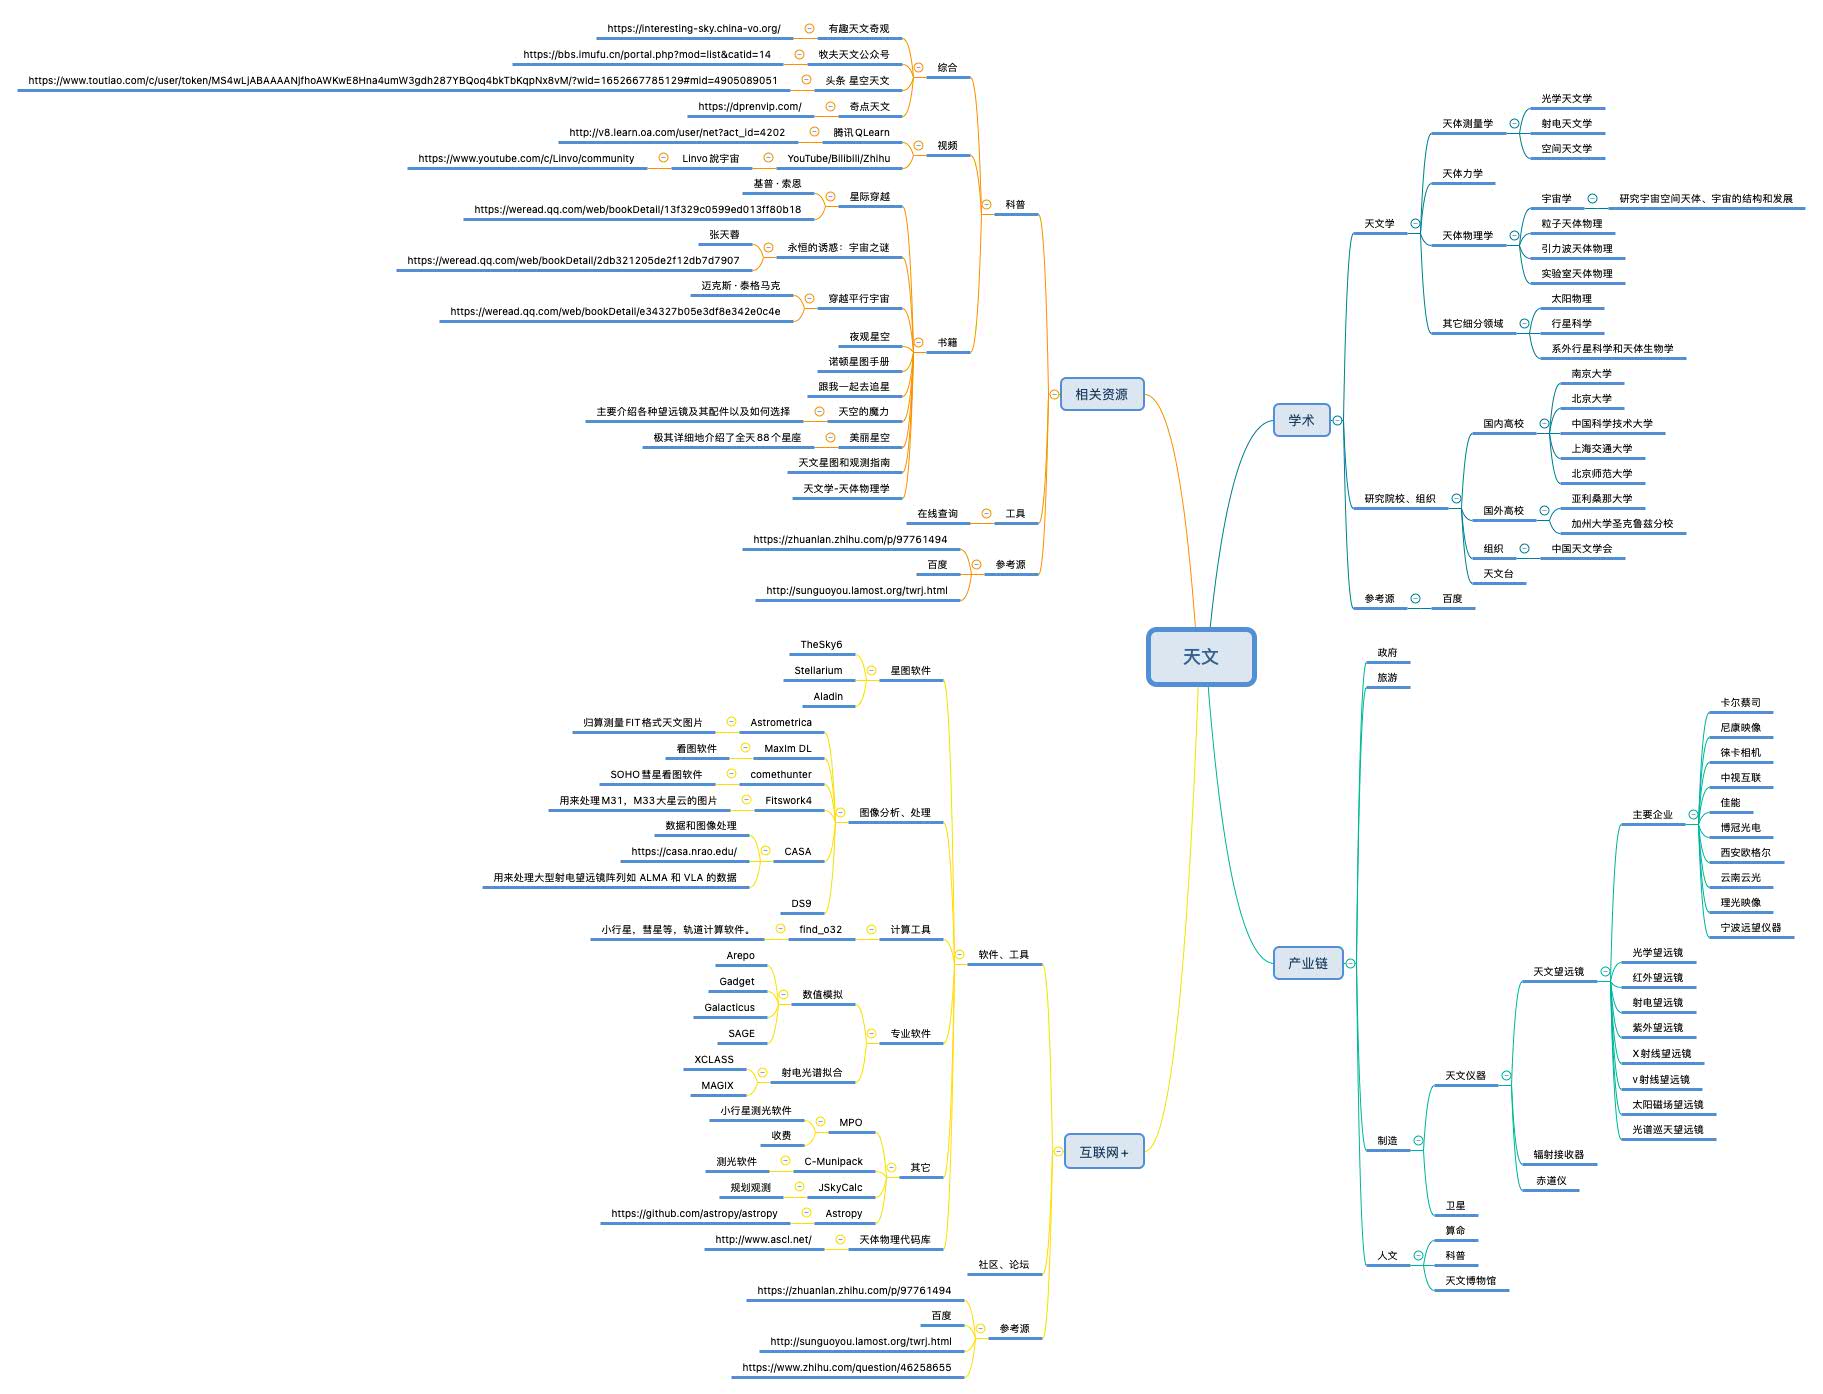 天文
学术
天文学
天体测量学
光学天文学
射电天文学
空间天文学
天体力学
天体物理学
宇宙学
研究宇宙空间天体、宇宙的结构和发展
粒子天体物理
引力波天体物理
实验室天体物理
其它细分领域
太阳物理
行星科学
系外行星科学和天体生物学
研究院校、组织
国内高校
南京大学
北京大学
中国科学技术大学
上海交通大学
北京师范大学
国外高校
亚利桑那大学
加州大学圣克鲁兹分校
组织
中国天文学会
天文台
参考源
百度
产业链
政府
旅游
制造
天文仪器
天文望远镜
主要企业
卡尔蔡司
尼康映像
徕卡相机
中视互联
佳能
博冠光电
西安欧格尔
云南云光
理光映像
宁波远望仪器
光学望远镜
红外望远镜
射电望远镜
紫外望远镜
X射线望远镜
γ射线望远镜
太阳磁场望远镜
光谱巡天望远镜
辐射接收器
赤道仪
卫星
人文
算命
科普
天文博物馆
相关资源
科普
综合
有趣天文奇观
https://interesting-sky.china-vo.org/
牧夫天文公众号
https://bbs.imufu.cn/portal.php?mod=list&catid=14
头条 星空天文
https://www.toutiao.com/c/user/token/MS4wLjABAAAANjfhoAWKwE8Hna4umW3gdh287YBQoq4bkTbKqpNx8vM/?wid=1652667785129#mid=4905089051
奇点天文
https://dprenvip.com/
视频
腾讯QLearn
http://v8.learn.oa.com/user/net?act_id=4202
YouTube/Bilibili/Zhihu
Linvo說宇宙
https://www.youtube.com/c/Linvo/community
书籍
星际穿越
基普·索恩
https://weread.qq.com/web/bookDetail/13f329c0599ed013ff80b18
永恒的诱惑：宇宙之谜
张天蓉
https://weread.qq.com/web/bookDetail/2db321205de2f12db7d7907
穿越平行宇宙
迈克斯·泰格马克
https://weread.qq.com/web/bookDetail/e34327b05e3df8e342e0c4e
夜观星空
诺顿星图手册
跟我一起去追星
天空的魔力
主要介绍各种望远镜及其配件以及如何选择
美丽星空
极其详细地介绍了全天88个星座
天文星图和观测指南
天文学-天体物理学
工具
在线查询
参考源
https://zhuanlan.zhihu.com/p/97761494
百度
http://sunguoyou.lamost.org/twrj.html
互联网+
软件、工具
星图软件
TheSky6
Stellarium
Aladin
图像分析、处理
Astrometrica
归算测量FIT格式天文图片
MaxIm DL
看图软件
comethunter
SOHO彗星看图软件
Fitswork4
用来处理M31，M33大星云的图片
CASA
数据和图像处理
https://casa.nrao.edu/
用来处理大型射电望远镜阵列如 ALMA 和 VLA 的数据
DS9
计算工具
find_o32
小行星，彗星等，轨道计算软件。
专业软件
数值模拟
Arepo
Gadget
Galacticus
SAGE
射电光谱拟合
XCLASS
MAGIX
其它
MPO
小行星测光软件
收费
C-Munipack
测光软件
JSkyCalc
规划观测
Astropy
https://github.com/astropy/astropy
天体物理代码库
http://www.ascl.net/
社区、论坛
参考源
https://zhuanlan.zhihu.com/p/97761494
百度
http://sunguoyou.lamost.org/twrj.html
https://www.zhihu.com/question/46258655